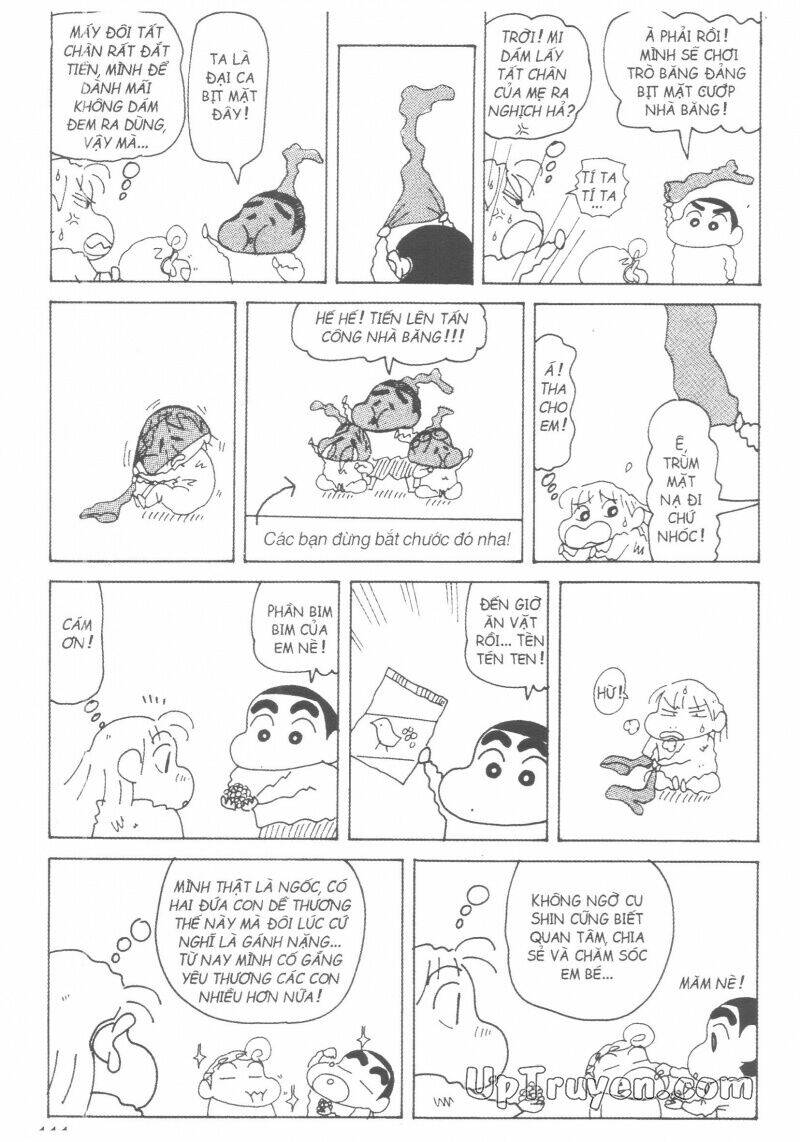 À PHẢI RỒI!
MÌNH SẼ CHƠI
TRÒ BĂNG ĐẢNG
BỊT MẶT CƯỚP
NHÀ BĂNG!
TÍ TA
TÍ TA
...
TRỜI! MI
DÁM LẤY
TẤT CHÂN
CỦA MẸ RA
NGHỊCH HẢ?
TA LÀ
ĐẠI CA
BỊT MẶT
ĐÂY!
MẤY ĐÔI TẤT
CHÂN RẤT ĐẮT
TIỀN, MÌNH ĐỂ
DÀNH MÃI
KHÔNG DÁM
ĐEM RA DÙNG,
VẬY MÀ...
Ê,
TRÙM
MẶT
NẠ ĐI
CHỨ
NHÓC!
Á!
THA
CHO
EM!
HẾ HẾ! TIẾN LÊN TẤN
CÔNG NHÀ BĂNG!!!
Các bạn đừng bắt chước đó nha!
HỪ!
ĐẾN GIỜ
ĂN VẶT
RỒI... TÈN
TÉN TEN!
PHẦN BIM
BIM CỦA
EM NÈ!
CÁM
ƠN!
KHÔNG NGỜ CU
SHIN CŨNG BIẾT
QUAN TÂM, CHIA
SẺ VÀ CHĂM SÓC
EM BÉ...
MĂM NÈ!
MÌNH THẬT LÀ NGỐC, CÓ
HAI ĐỨA CON DỄ THƯƠNG
THẾ NÀY MÀ ĐÔI LÚC CỨ
NGHĨ LÀ GÁNH NẶNG...
TỪ NAY MÌNH CỐ GẮNG
YÊU THƯƠNG CÁC CON
NHIỀU HƠN NỮA!
UpTruyen.com